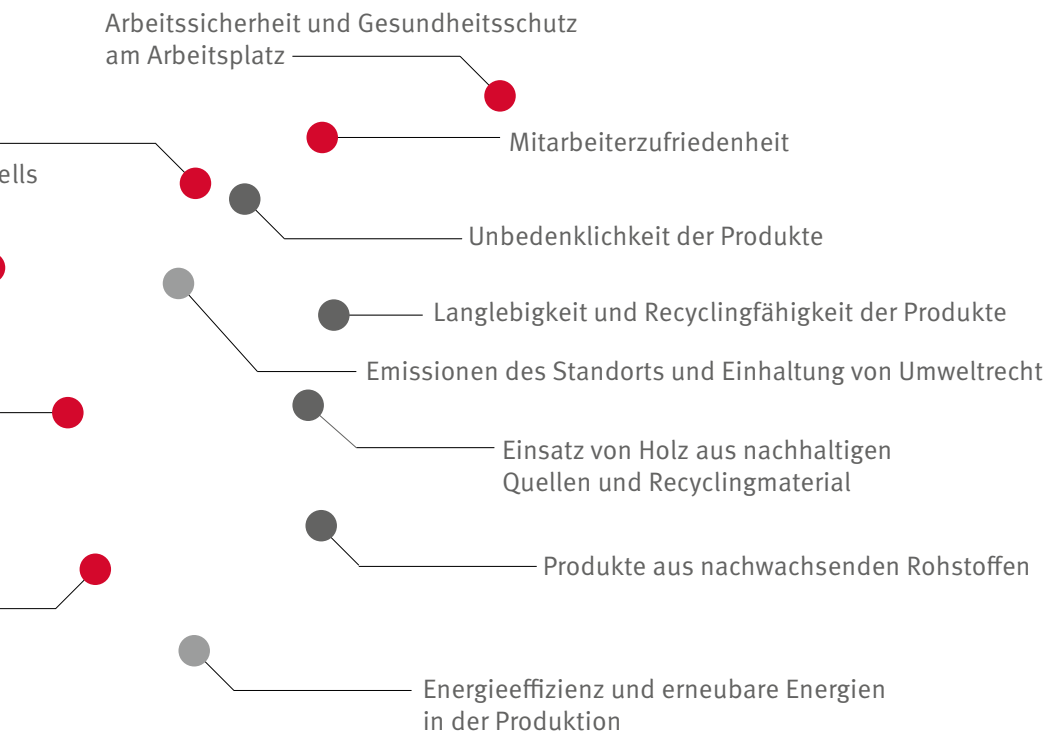 Arbeitssicherheit und Gesundheitsschutz
am Arbeitsplatz
Mitarbeiterzufriedenheit
ells
Unbedenklichkeit der Produkte
Langlebigkeit und Recyclingfähigkeit der Produkte
Emissionen des Standorts und Einhaltung von Umweltrecht
Einsatz von Holz aus nachhaltigen
Quellen und Recyclingmaterial
Produkte aus nachwachsenden Rohstoffen
Energieeffizienz und erneubare Energien
in der Produktion